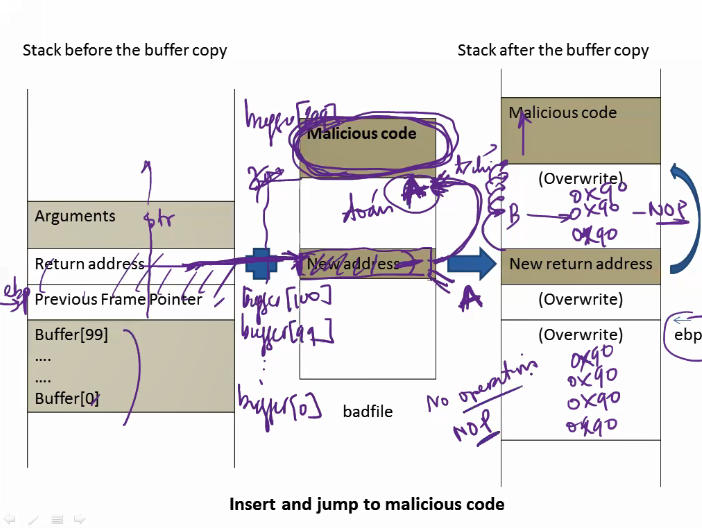 Stack before the buffer copy
Stack after the buffer copy
Malicious code
Malicious code
(Overwrite)
0x90
B
0x90
-NOP
0x90
A
Arguments
str
Return address
New address
New return address
ebp
Previous Frame Pointer
buffer[100]
A
(Overwrite)
Buffer[99]
buffer[99]
(Overwrite)
ebp
....
....
0x90
0x90
0x90
0x90
Buffer[0]
buffer[0]
badfile
No operation
NOP
Insert and jump to malicious code